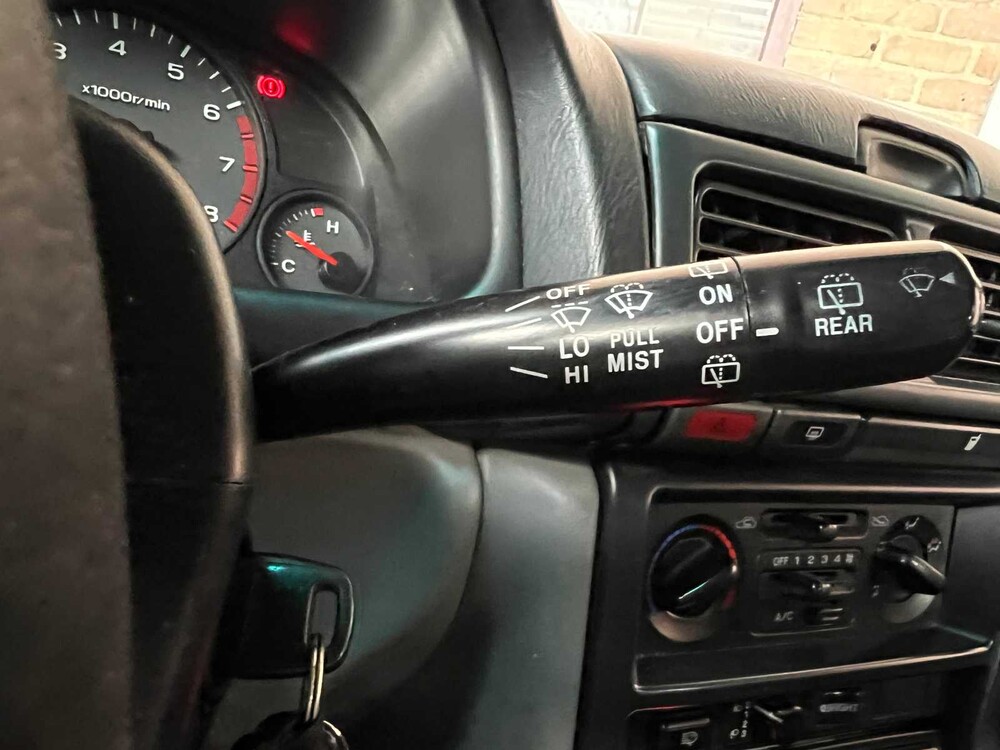 3 4 5 6 7 8
x1000r/min
H
C
OFF
LO
HI
PULL
MIST
ON
OFF
REAR
OFF 1 2 3 4
A/C